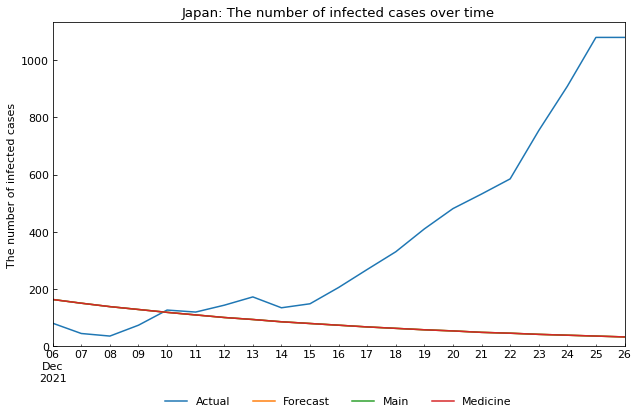 Japan: The number of infected cases over time
The number of infected cases
1000
800
600
400
200
0
06 07 08 09 10 11 12 13 14 15 16 17 18 19 20 21 22 23 24 25 26
Dec
2021
Actual Forecast Main Medicine